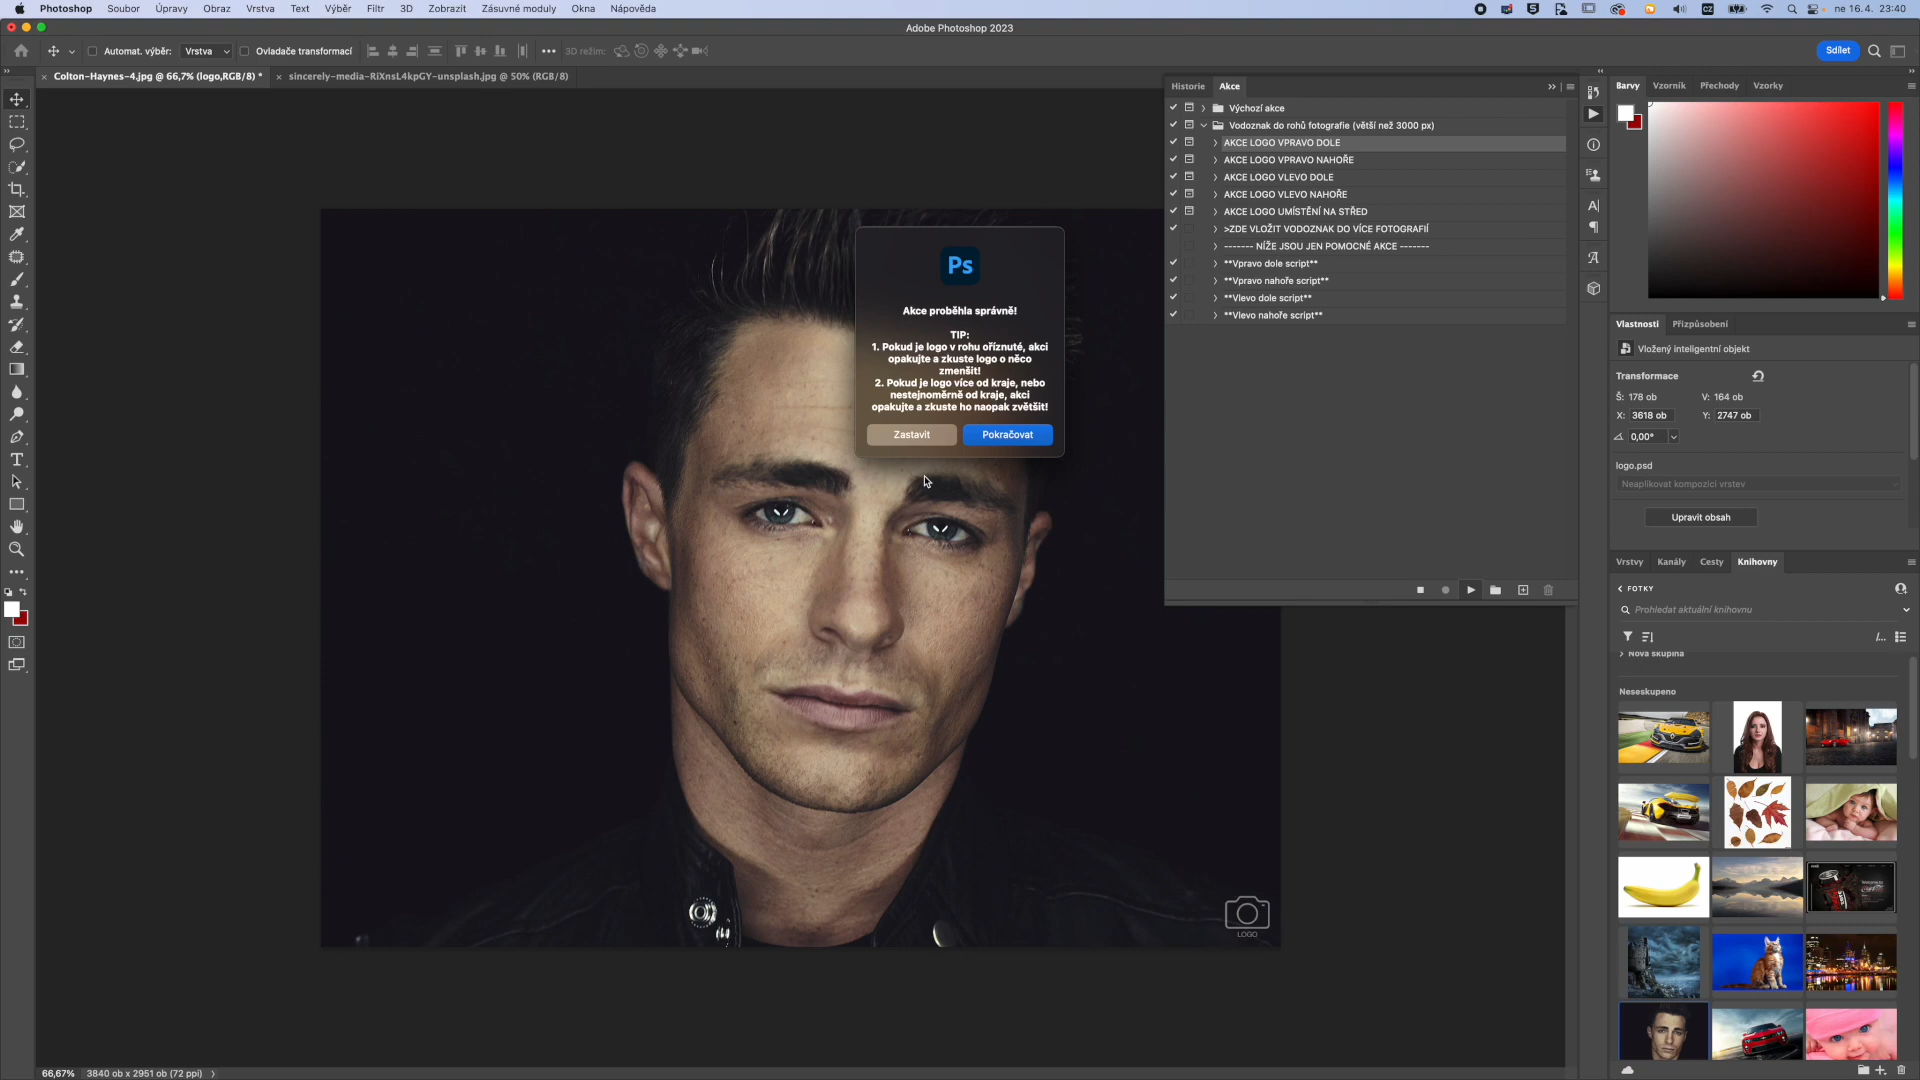 Photoshop Soubor Úpravy Obraz Vrstva Text Výběr Filtr 3D Zobrazit Zásuvné moduly Okna Nápověda
CZ ne 16.4. 23:40
Adobe Photoshop 2023
Automat. výběr: Vrstva Ovladače transformací 3D režim: Sdílet
Colton-Haynes-4.jpg @ 66,7% (logo,RGB/8) * sincerely-media-RiXnsL4kpGY-unsplash.jpg @ 50% (RGB/8)
Historie Akce
Výchozí akce
Vodoznak do rohů fotografie (větší než 3000 px)
AKCE LOGO VPRAVO DOLE
AKCE LOGO VPRAVO NAHOŘE
AKCE LOGO VLEVO DOLE
AKCE LOGO VLEVO NAHOŘE
AKCE LOGO UMÍSTĚNÍ NA STŘED
>ZDE VLOŽIT VODOZNAK DO VÍCE FOTOGRAFIÍ
------- NÍŽE JSOU JEN POMOCNÉ AKCE -------
**Vpravo dole script**
**Vpravo nahoře script**
**Vlevo dole script**
**Vlevo nahoře script**
Ps
Akce proběhla správně!
TIP:
1. Pokud je logo v rohu oříznuté, akci
opakujte a zkuste logo o něco
zmenšit!
2. Pokud je logo více od kraje, nebo
nestejnoměrně od kraje, akci
opakujte a zkuste ho naopak zvětšit!
Zastavit Pokračovat
LOGO
Barvy Vzorník Přechody Vzorky
Vlastnosti Přizpůsobení
Vložený inteligentní objekt
Transformace
Š: 178 ob V: 164 ob
X: 3618 ob Y: 2747 ob
0,00°
logo.psd
Neaplikovat kompozici vrstev
Upravit obsah
Vrstvy Kanály Cesty Knihovny
FOTKY
Prohledat aktuální knihovnu
Nová skupina
Neseskupeno
66,67% 3840 ob x 2951 ob (72 ppi)